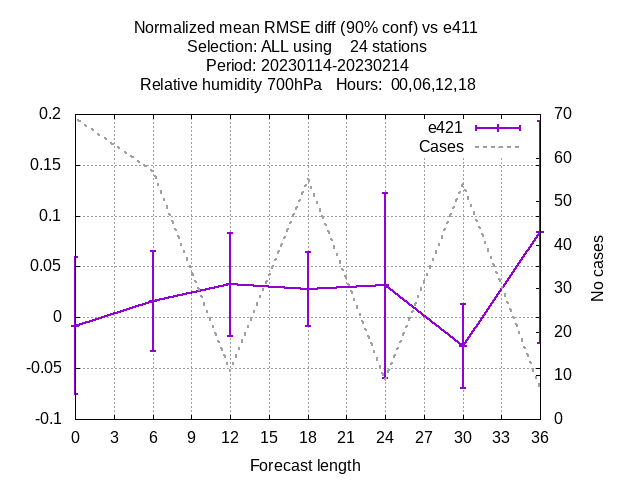 Normalized mean RMSE diff (90% conf) vs e411
Selection: ALL using    24 stations
Period: 20230114-20230214
Relative humidity 700hPa   Hours:  00,06,12,18
0.2
0.15
0.1
0.05
0
-0.05
-0.1
e421
Cases
70
60
50
40
30
20
10
0
No cases
0 3 6 9 12 15 18 21 24 27 30 33 36
Forecast length